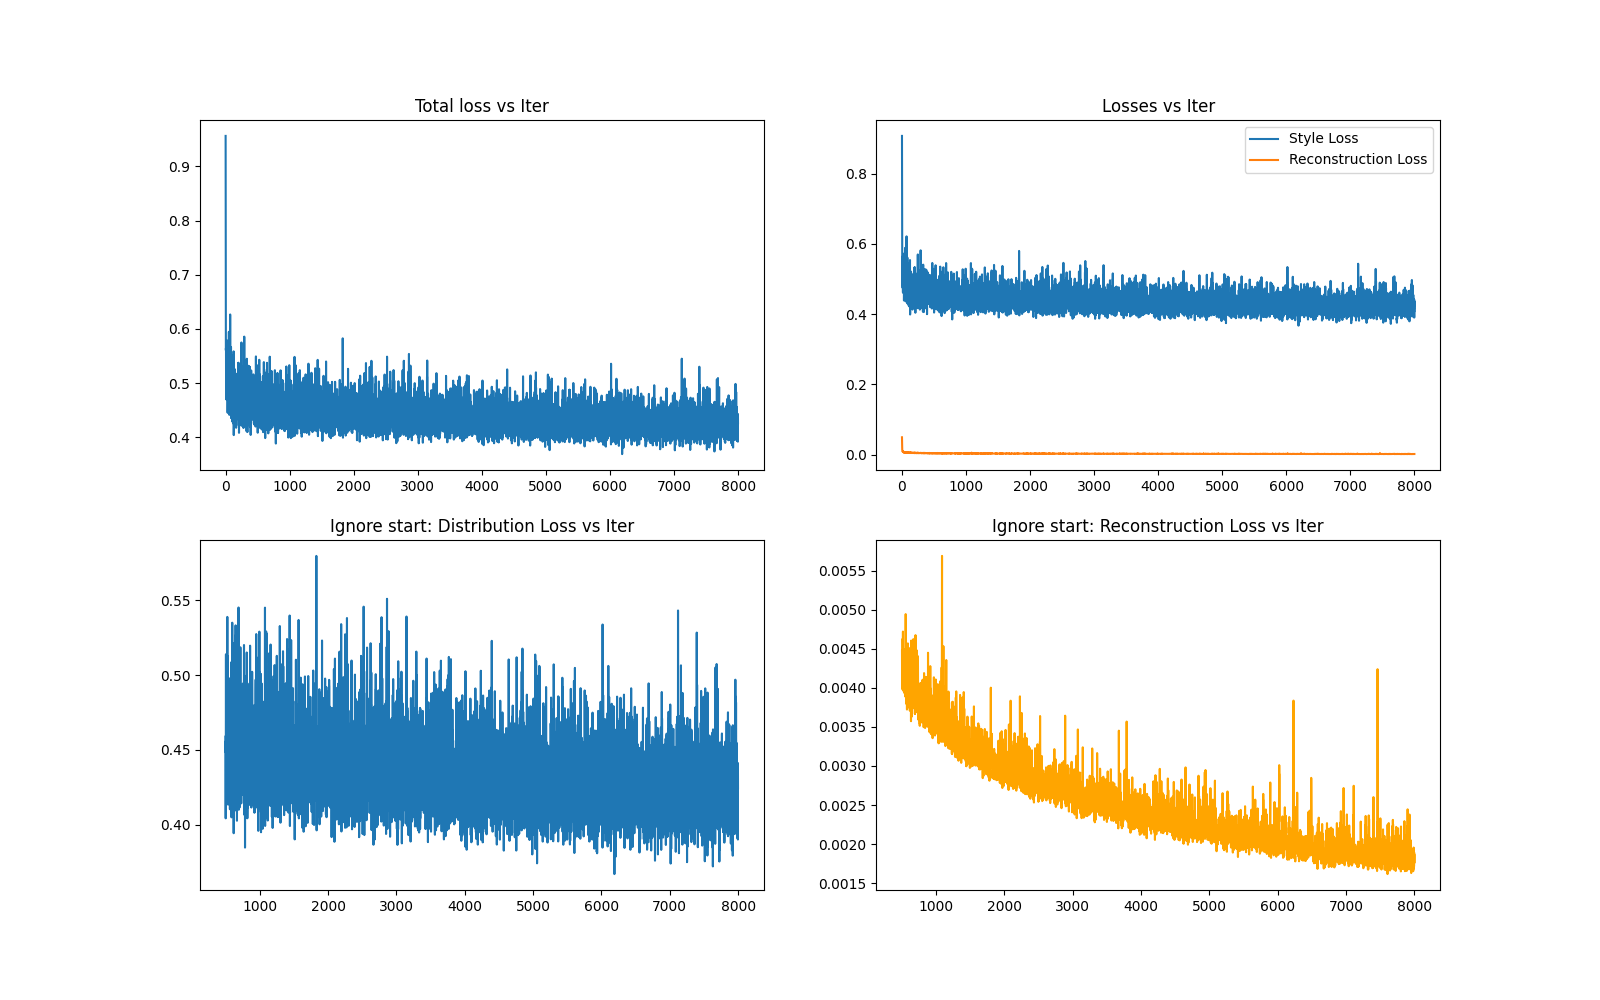 Total loss vs Iter
0.9
0.8
0.7
0.6
0.5
0.4
0 1000 2000 3000 4000 5000 6000 7000 8000
Losses vs Iter
Style Loss
Reconstruction Loss
0.8
0.6
0.4
0.2
0.0
0 1000 2000 3000 4000 5000 6000 7000 8000
Ignore start: Distribution Loss vs Iter
0.55
0.50
0.45
0.40
1000 2000 3000 4000 5000 6000 7000 8000
Ignore start: Reconstruction Loss vs Iter
0.0055
0.0050
0.0045
0.0040
0.0035
0.0030
0.0025
0.0020
0.0015
1000 2000 3000 4000 5000 6000 7000 8000